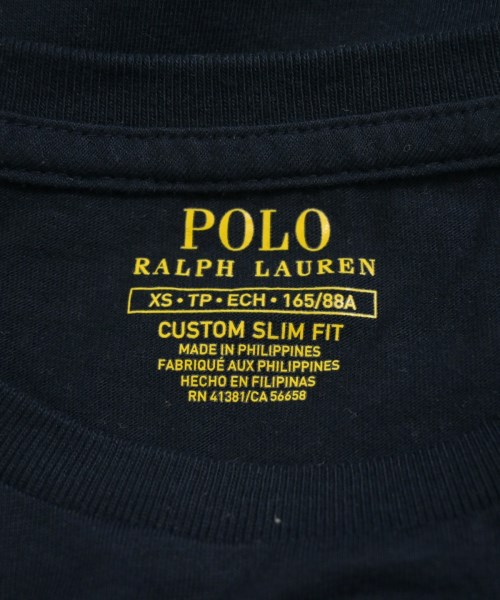 POLO
RALPH LAUREN
XS • TP • ECH • 165/88A
CUSTOM SLIM FIT
MADE IN PHILIPPINES
FABRIQUÉ AUX PHILIPPINES
HECHO EN FILIPINAS
RN 41381/CA 56658